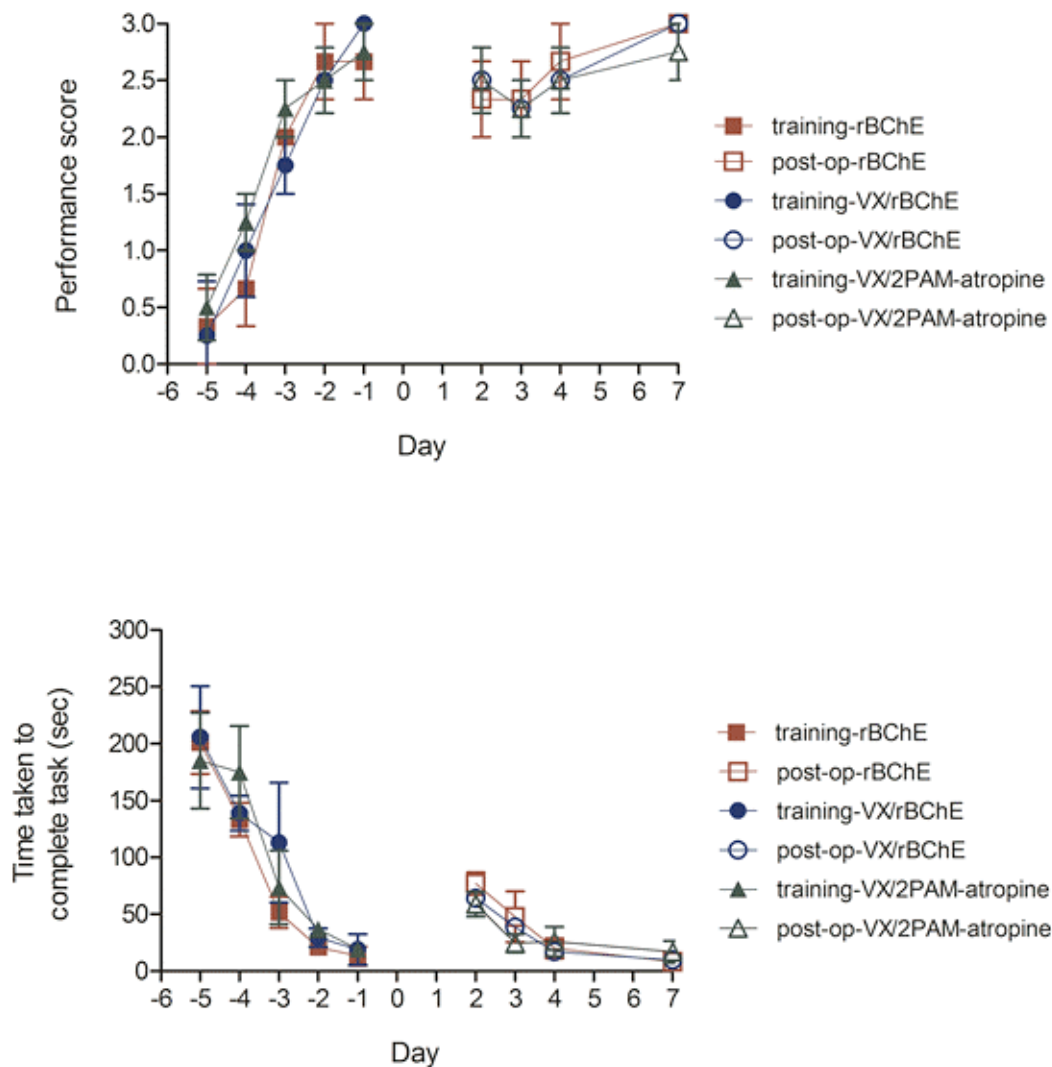 3.0
2.5
2.0
1.5
1.0
0.5
0.0
Performance score
-6 -5 -4 -3 -2 -1 0 1 2 3 4 5 6 7
Day
training-rBChE
post-op-rBChE
training-VX/rBChE
post-op-VX/rBChE
training-VX/2PAM-atropine
post-op-VX/2PAM-atropine
300
250
200
150
100
50
0
Time taken to
complete task (sec)
-6 -5 -4 -3 -2 -1 0 1 2 3 4 5 6 7
Day
training-rBChE
post-op-rBChE
training-VX/rBChE
post-op-VX/rBChE
training-VX/2PAM-atropine
post-op-VX/2PAM-atropine